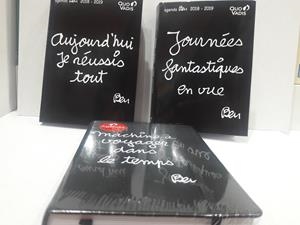 agenda Ben 2018 - 2019
QUO VADIS
Aujourd'hui
je réussis
tout
Ben
agenda Ben 2018 - 2019
QUO VADIS
Journées
fantastiques
en vue
Ben
machine à
voyager
dans
le temps
Ben